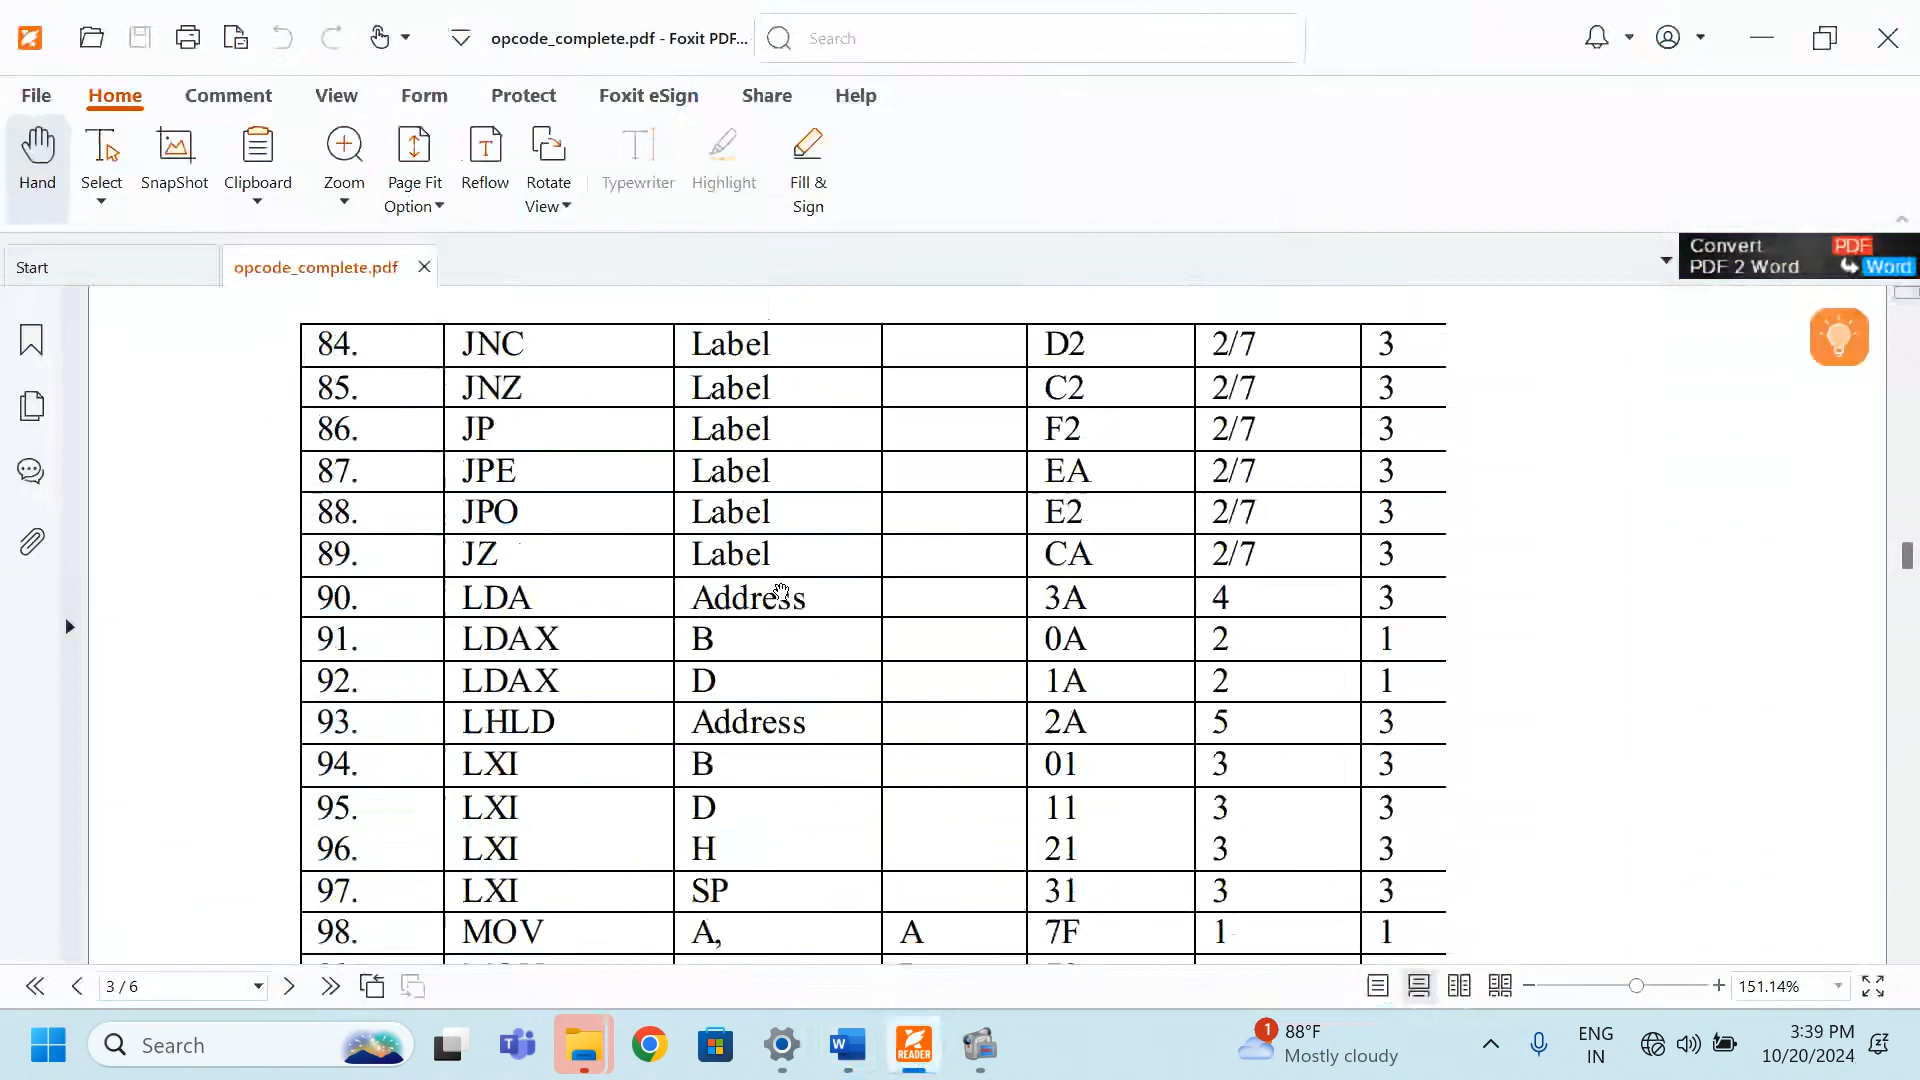 opcode_complete.pdf - Foxit PDF...
Search
File Home Comment View Form Protect Foxit eSign Share Help
Hand
Select
SnapShot
Clipboard
Zoom
Page Fit
Option
Reflow
Rotate
View
Typewriter
Highlight
Fill &
Sign
Start
opcode_complete.pdf
Convert PDF
PDF 2 Word Word
84. JNC Label D2 2/7 3
85. JNZ Label C2 2/7 3
86. JP Label F2 2/7 3
87. JPE Label EA 2/7 3
88. JPO Label E2 2/7 3
89. JZ Label CA 2/7 3
90. LDA Address 3A 4 3
91. LDAX B 0A 2 1
92. LDAX D 1A 2 1
93. LHLD Address 2A 5 3
94. LXI B 01 3 3
95. LXI D 11 3 3
96. LXI H 21 3 3
97. LXI SP 31 3 3
98. MOV A, A 7F 1 1
3 / 6
151.14%
Search
READER
1
88°F
Mostly cloudy
ENG
IN
3:39 PM
10/20/2024